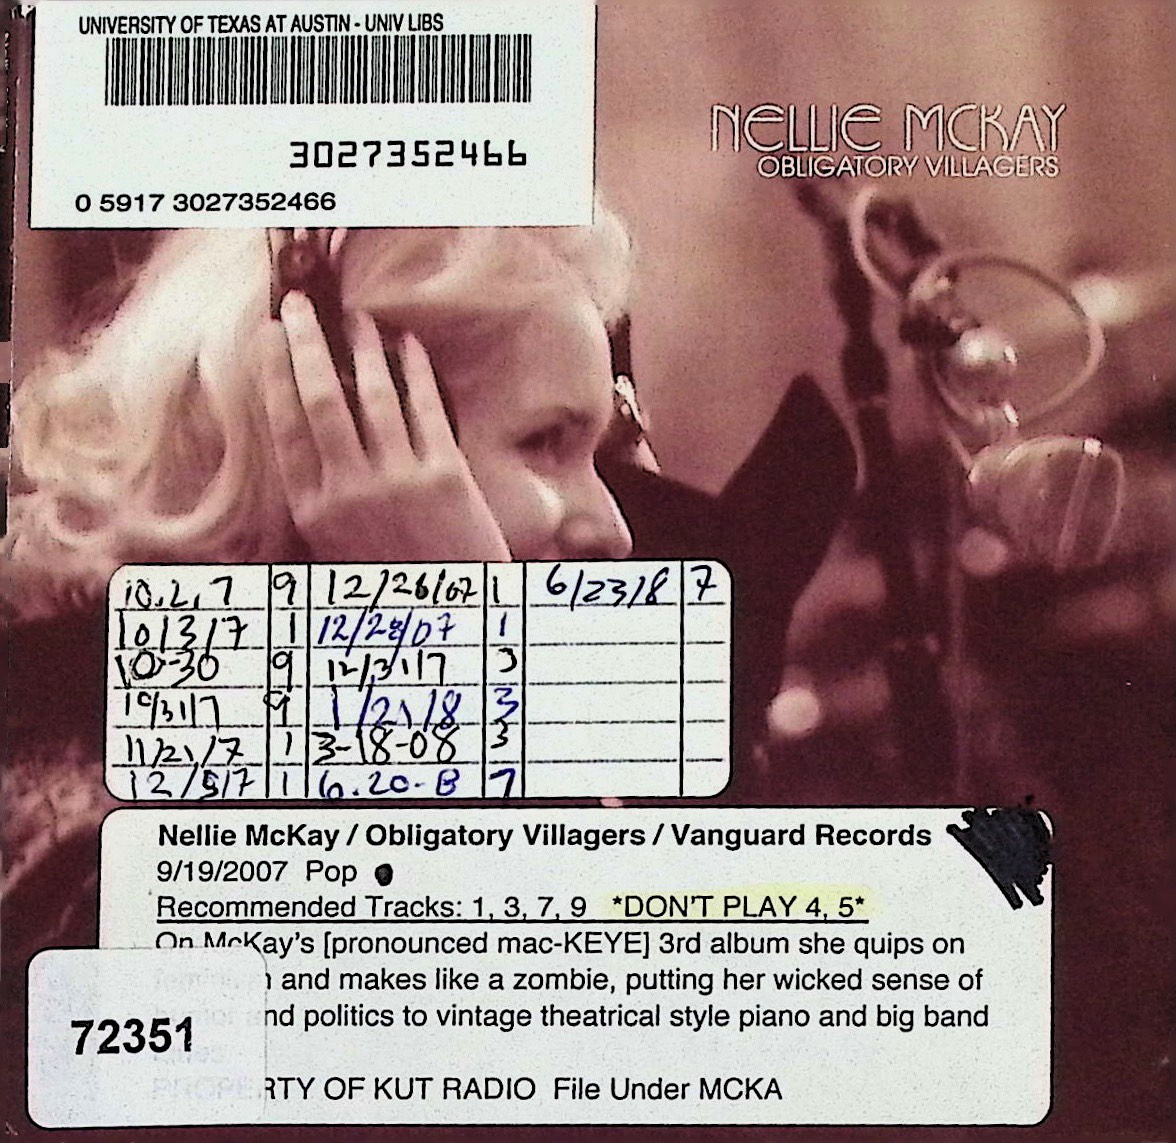 UNIVERSITY OF TEXAS AT AUSTIN - UNIV LIBS
3027352466
0 5917 3027352466
NELLIE MCKAY
OBLIGATORY VILLAGERS
10.2.7 9 12/26/07 1 6/23/8 7
10/3/7 1 12/28/07 1
10-30 9 12/31/7 3
10/31/7 9 1/21/8 3
11/21/7 1 3-18-08 3
12/5/7 1 6.20-8 7
Nellie McKay / Obligatory Villagers / Vanguard Records
9/19/2007 Pop
Recommended Tracks: 1, 3, 7, 9 *DON'T PLAY 4, 5*
On McKay's [pronounced mac-KEYE] 3rd album she quips on
feminism and makes like a zombie, putting her wicked sense of
humor and politics to vintage theatrical style piano and big band
72351
PROPERTY OF KUT RADIO File Under MCKA